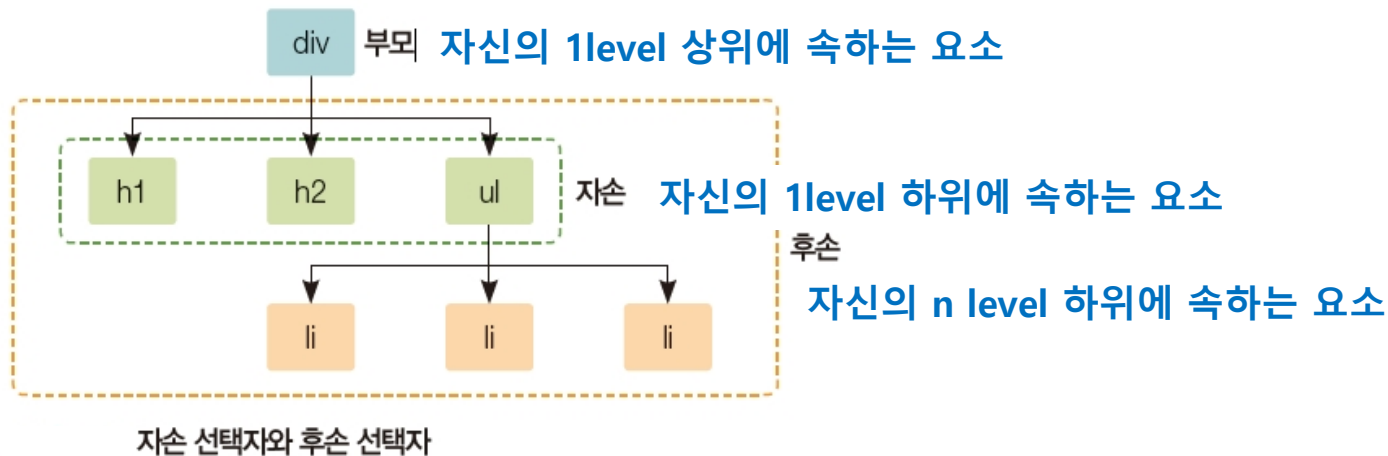 div 부모 자신의 1level 상위에 속하는 요소
h1 h2 ul 자손 자신의 1level 하위에 속하는 요소
후손
자신의 n level 하위에 속하는 요소
li li li
자손 선택자와 후손 선택자